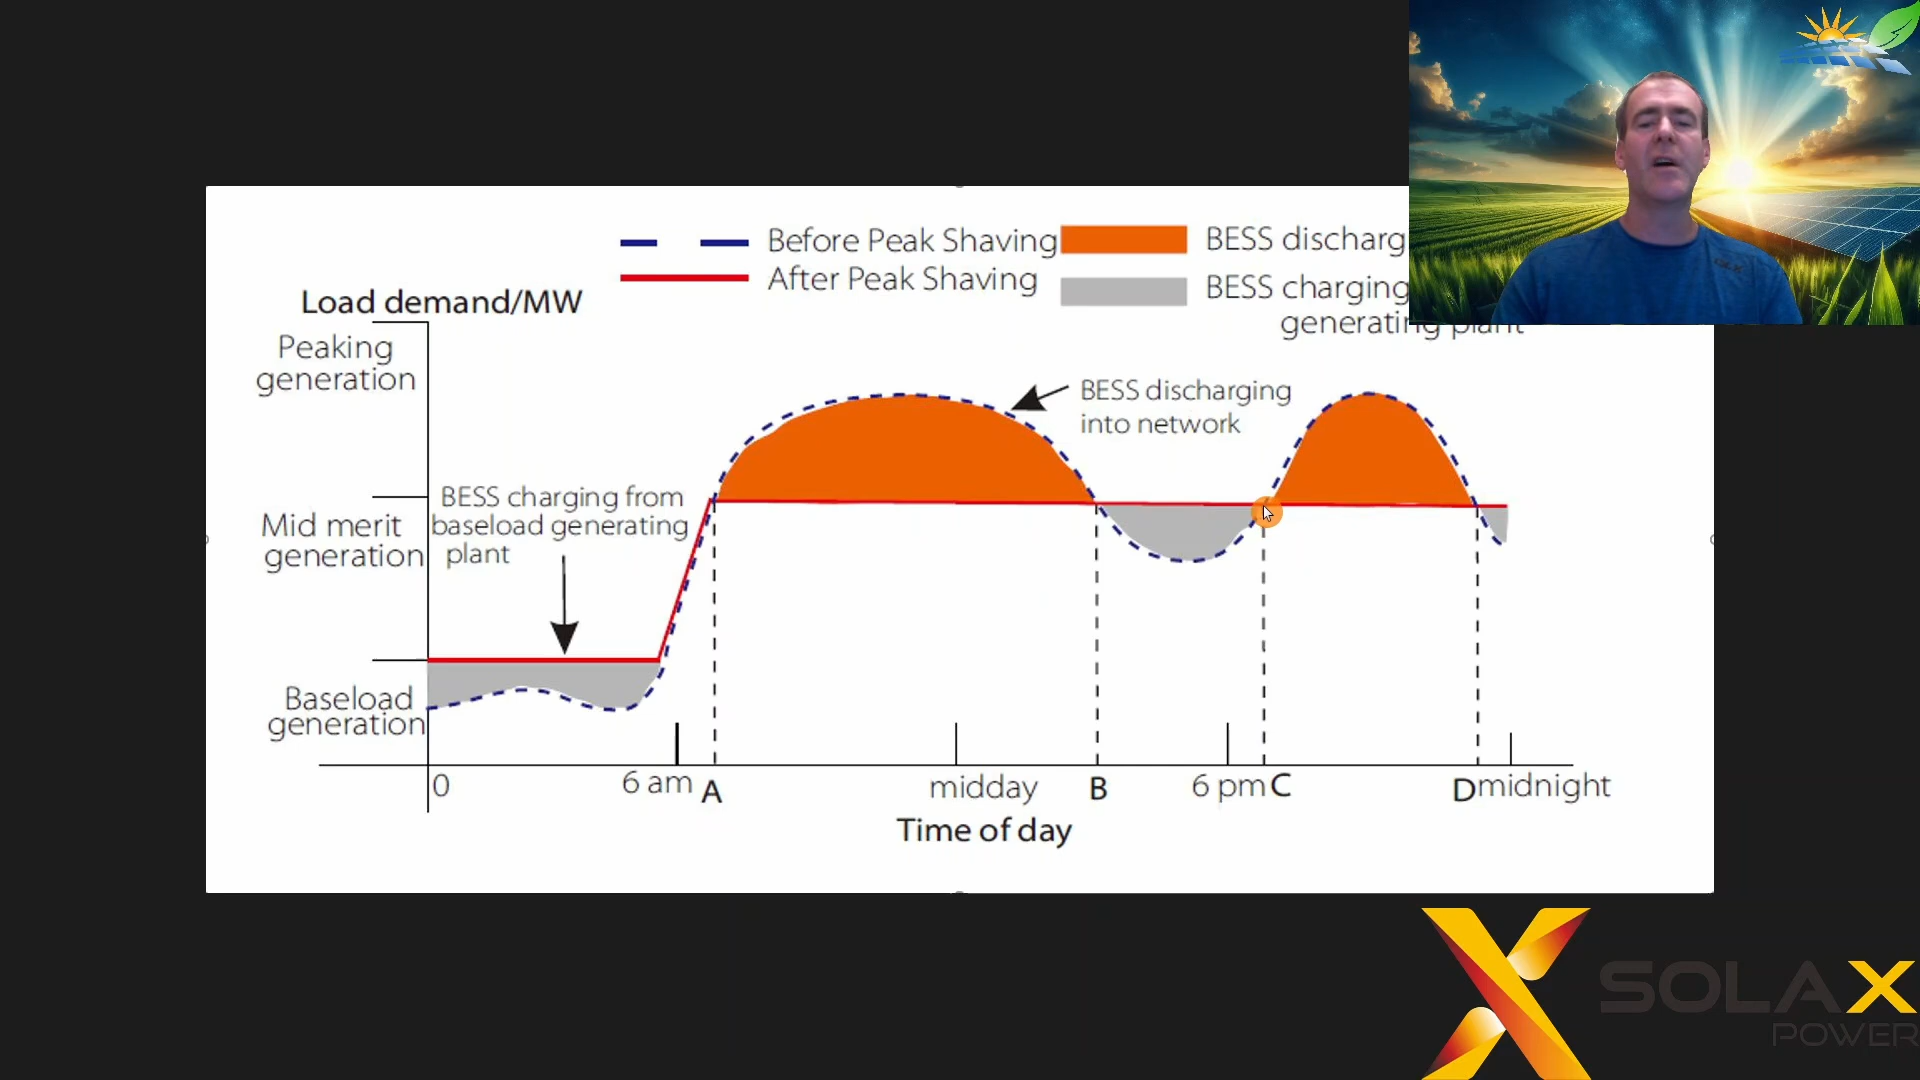 Before Peak Shaving
After Peak Shaving
BESS discharg
BESS charging
generating plant
Load demand/MW
Peaking
generation
BESS discharging
into network
BESS charging from
baseload generating
plant
Mid merit
generation
Baseload
generation
0
6 am
A
midday
B
6 pm
C
D
midnight
Time of day
SOLAX
POWER